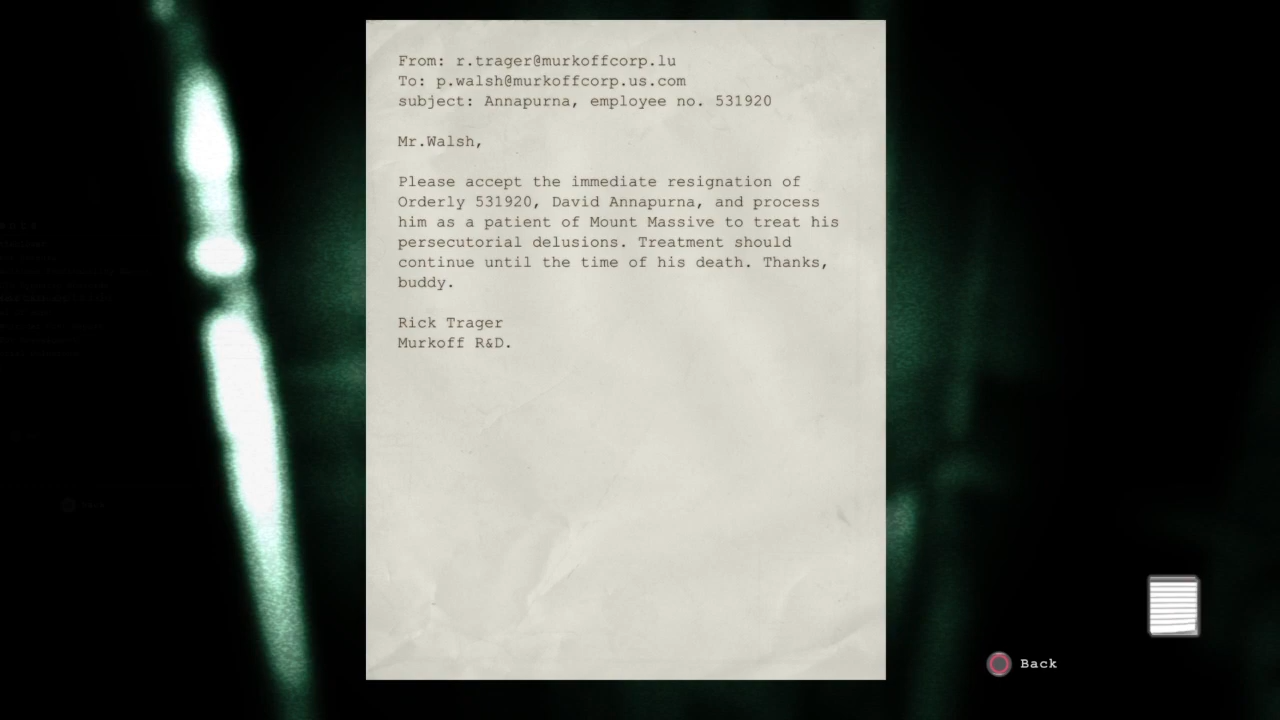 From: r.trager@murkoffcorp.lu
To: p.walsh@murkoffcorp.us.com
subject: Annapurna, employee no. 531920
Mr.Walsh,
Please accept the immediate resignation of
Orderly 531920, David Annapurna, and process
him as a patient of Mount Massive to treat his
persecutorial delusions. Treatment should
continue until the time of his death. Thanks,
buddy.
Rick Trager
Murkoff R&D.
Back